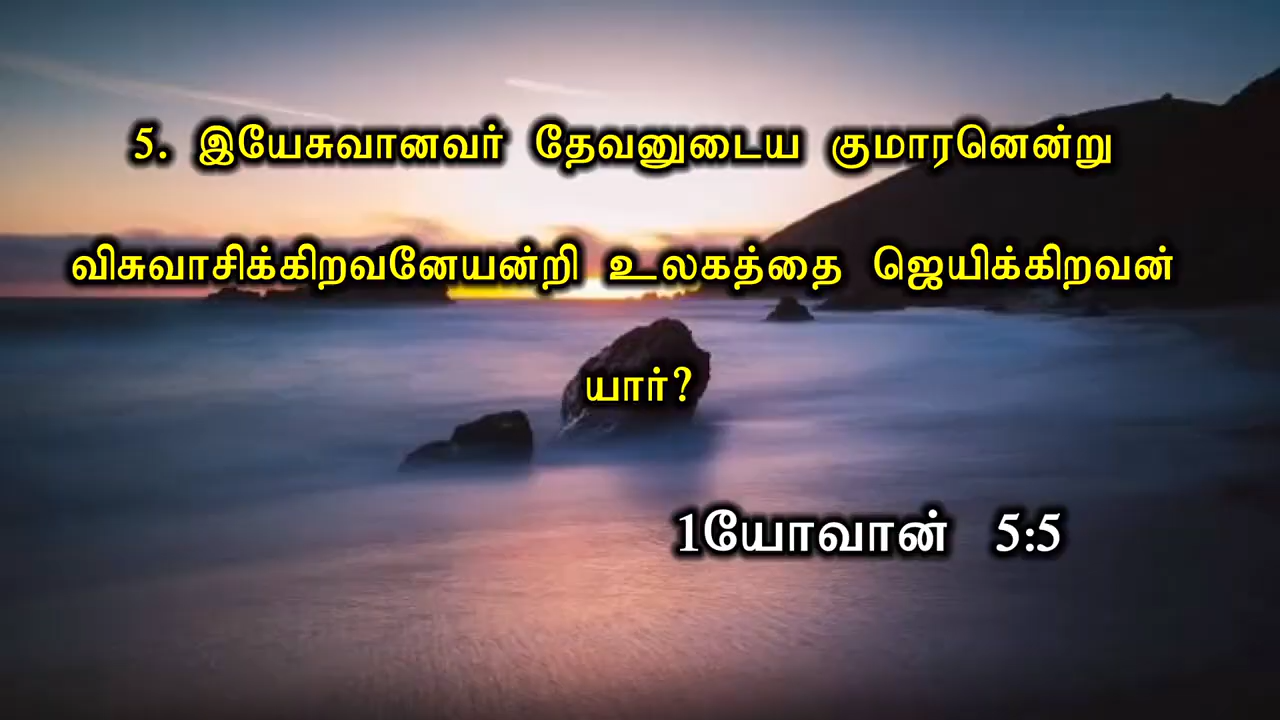 5. இயேசுவானவர் தேவனுடைய குமாரனென்று
விசுவாசிக்கிறவனேயன்றி உலகத்தை ஜெயிக்கிறவன்
யார்?
1யோவான் 5:5